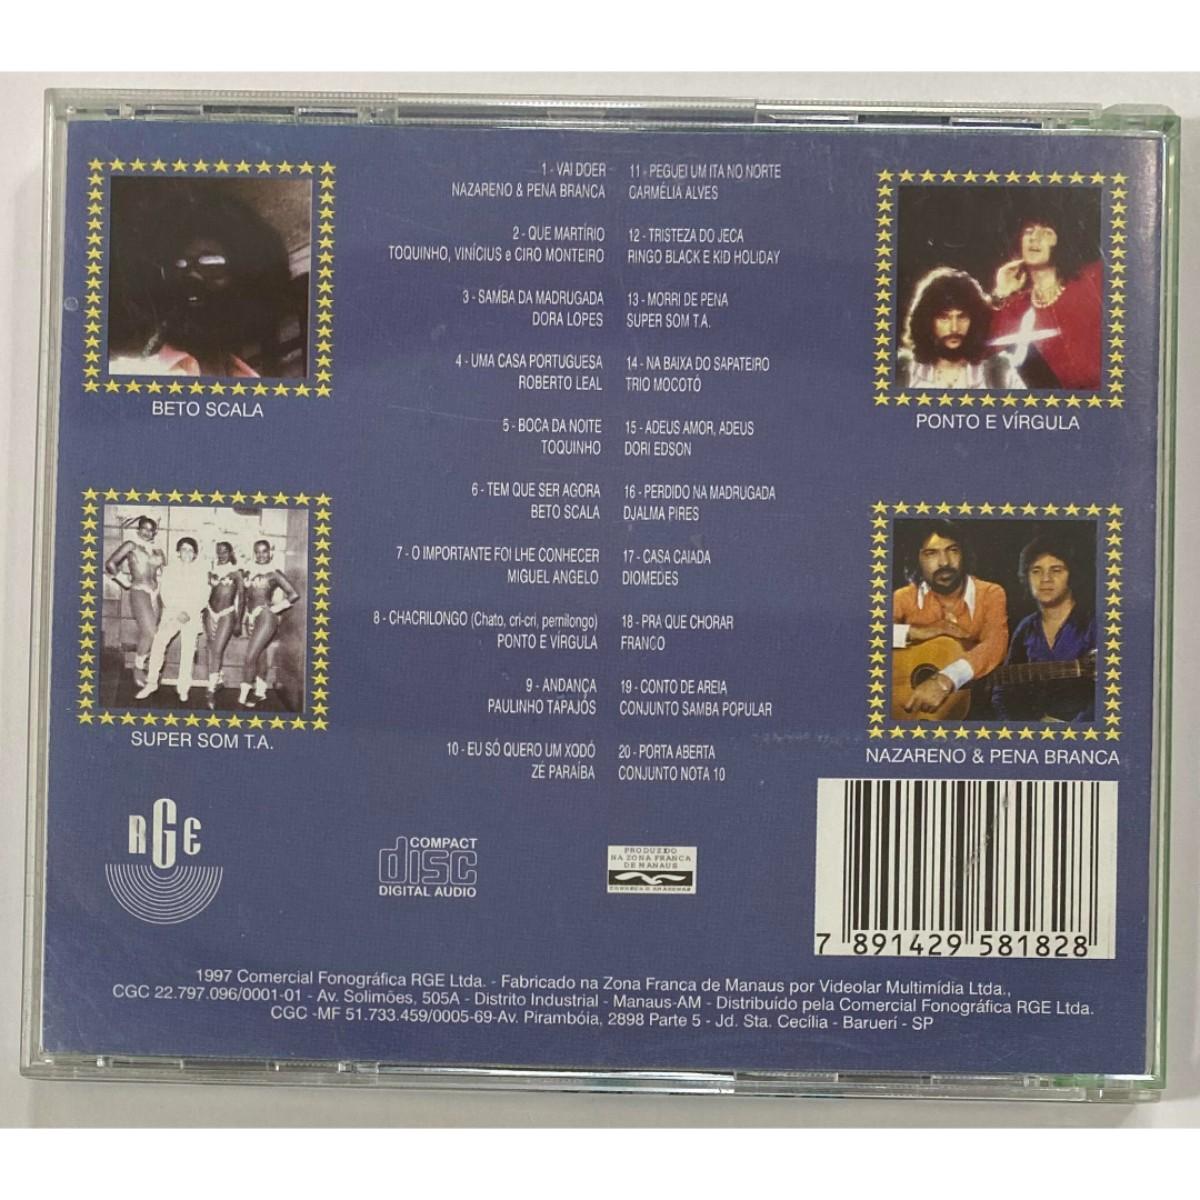 1 - VAI DOER
NAZARENO & PENA BRANCA
2 - QUE MARTÍRIO
TOQUINHO, VINÍCIUS e CIRO MONTEIRO
3 - SAMBA DA MADRUGADA
DORA LOPES
4 - UMA CASA PORTUGUESA
ROBERTO LEAL
5 - BOCA DA NOITE
TOQUINHO
6 - TEM QUE SER AGORA
BETO SCALA
7 - O IMPORTANTE FOI LHE CONHECER
MIGUEL ANGELO
8 - CHACRILONGO (Chato, cri-cri, pernilongo)
PONTO E VÍRGULA
9 - ANDANÇA
PAULINHO TAPAJÓS
10 - EU SÓ QUERO UM XODÓ
ZÉ PARAÍBA
11 - PEGUEI UM ITA NO NORTE
CARMÉLIA ALVES
12 - TRISTEZA DO JECA
RINGO BLACK E KID HOLIDAY
13 - MORRI DE PENA
SUPER SOM T.A.
14 - NA BAIXA DO SAPATEIRO
TRIO MOCOTÓ
15 - ADEUS AMOR, ADEUS
DORI EDSON
16 - PERDIDO NA MADRUGADA
DJALMA PIRES
17 - CASA CAIADA
DIOMEDES
18 - PRA QUE CHORAR
FRANCO
19 - CONTO DE AREIA
CONJUNTO SAMBA POPULAR
20 - PORTA ABERTA
CONJUNTO NOTA 10
BETO SCALA
SUPER SOM T.A.
PONTO E VÍRGULA
NAZARENO & PENA BRANCA
RGE
COMPACT
disc
DIGITAL AUDIO
PRODUZIDO
NA ZONA FRANCA
DE MANAUS
CONHEÇA O AMAZONAS
7 891429 581828
1997 Comercial Fonográfica RGE Ltda. - Fabricado na Zona Franca de Manaus por Videolar Multimídia Ltda.,
CGC 22.797.096/0001-01 - Av. Solimões, 505A - Distrito Industrial - Manaus-AM - Distribuído pela Comercial Fonográfica RGE Ltda.
CGC -MF 51.733.459/0005-69-Av. Pirambóia, 2898 Parte 5 - Jd. Sta. Cecília - Barueri - SP